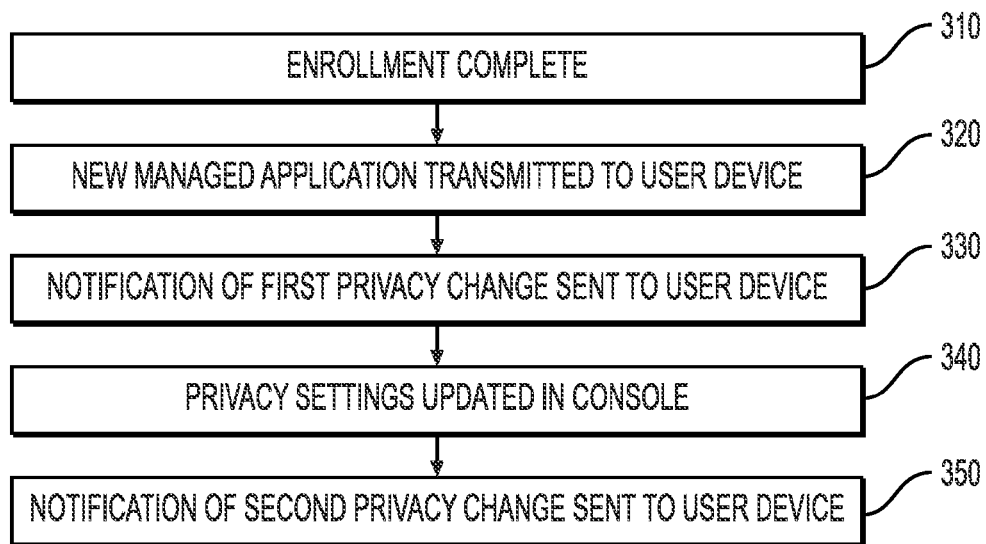 310
ENROLLMENT COMPLETE
320
NEW MANAGED APPLICATION TRANSMITTED TO USER DEVICE
330
NOTIFICATION OF FIRST PRIVACY CHANGE SENT TO USER DEVICE
340
PRIVACY SETTINGS UPDATED IN CONSOLE
350
NOTIFICATION OF SECOND PRIVACY CHANGE SENT TO USER DEVICE